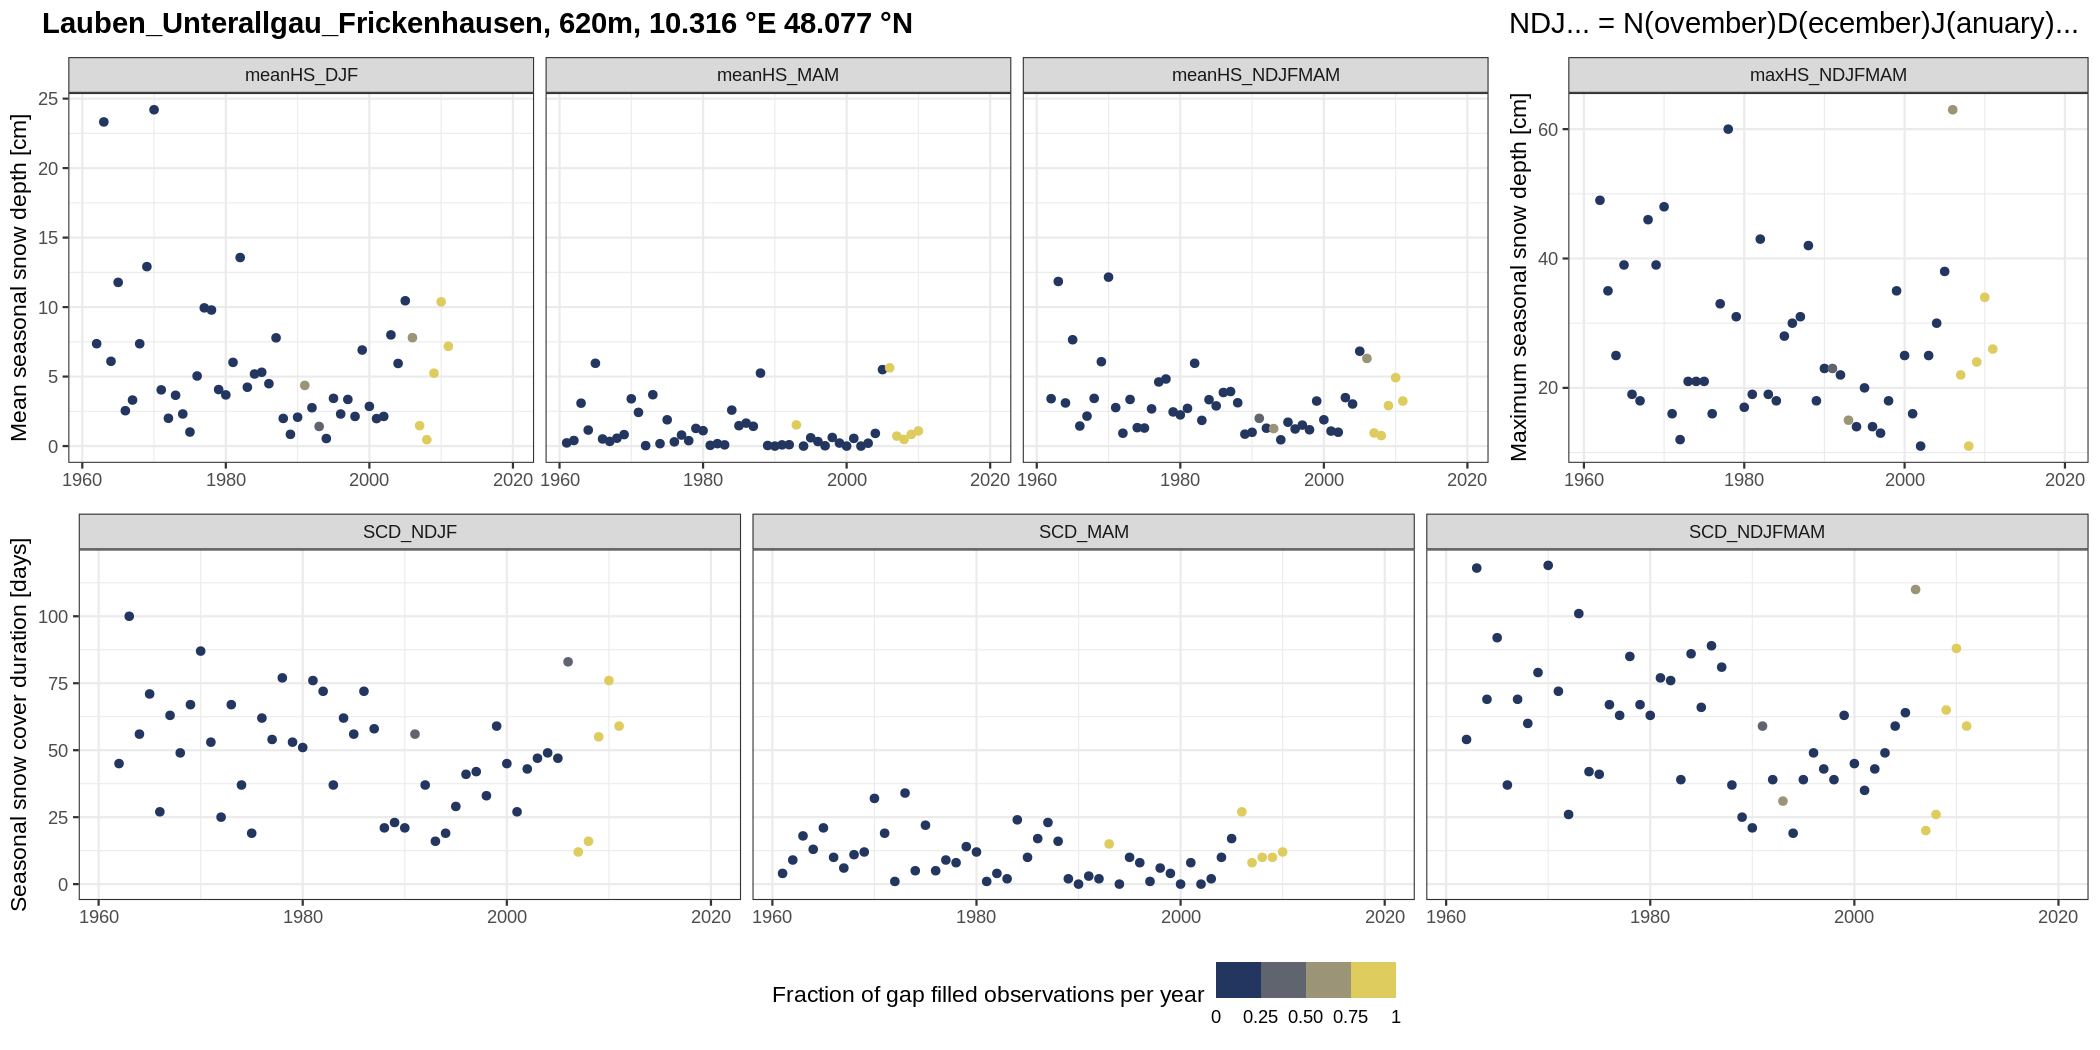 Lauben_Unterallgau_Frickenhausen, 620m, 10.316 °E 48.077 °N
NDJ... = N(ovember)D(ecember)J(anuary)...
meanHS_DJF
meanHS_MAM
meanHS_NDJFMAM
maxHS_NDJFMAM
Mean seasonal snow depth [cm]
25
20
15
10
5
0
1960 1980 2000 2020
1960 1980 2000 2020
1960 1980 2000 2020
Maximum seasonal snow depth [cm]
60
40
20
1960 1980 2000 2020
SCD_NDJF
SCD_MAM
SCD_NDJFMAM
Seasonal snow cover duration [days]
100
75
50
25
0
1960 1980 2000 2020
1960 1980 2000 2020
1960 1980 2000 2020
Fraction of gap filled observations per year
0 0.25 0.50 0.75 1